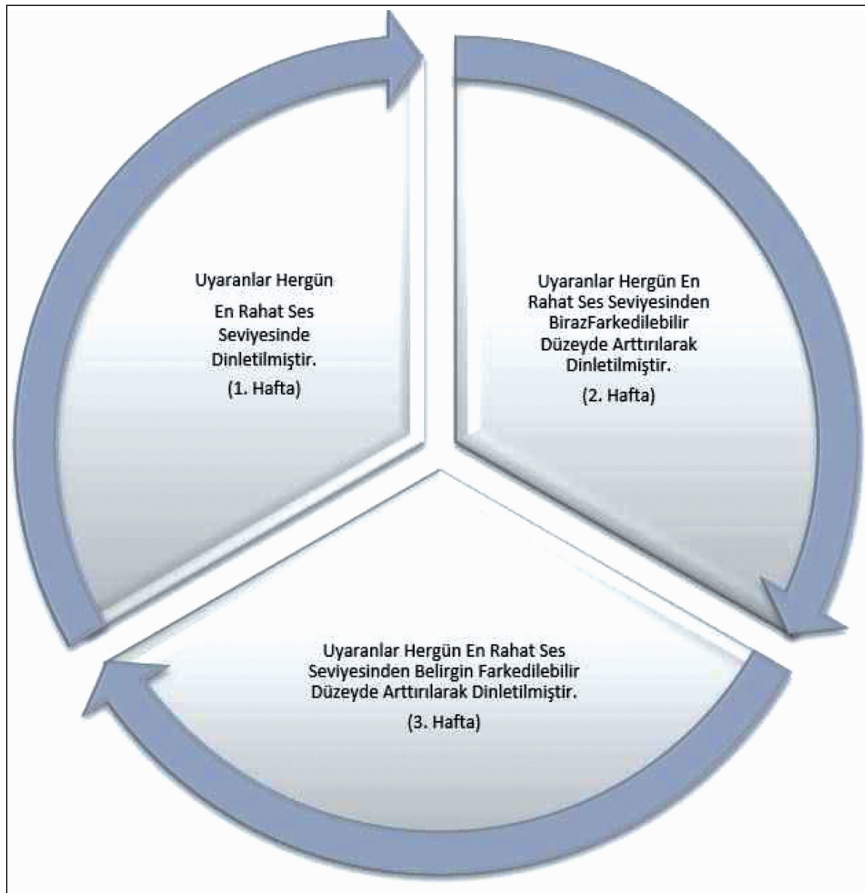 Uyaranlar Hergün
En Rahat Ses
Seviyesinde
Dinletilmiştir.
(1. Hafta)
Uyaranlar Hergün En
Rahat Ses Seviyesinden
BirazFarkedilebilir
Düzeyde Arttırılarak
Dinletilmiştir.
(2. Hafta)
Uyaranlar Hergün En Rahat Ses
Seviyesinden Belirgin Farkedilebilir
Düzeyde Arttırılarak Dinletilmiştir.
(3. Hafta)